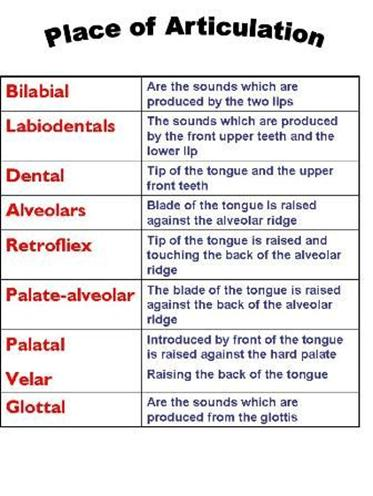 Place of Articulation
Bilabial
Are the sounds which are
produced by the two lips
Labiodentals
The sounds which are produced
by the front upper teeth and the
lower lip
Dental
Tip of the tongue and the upper
front teeth
Alveolars
Blade of the tongue is raised
against the alveolar ridge
Retrofliex
Tip of the tongue is raised and
touching the back of the alveolar
ridge
Palate-alveolar
The blade of the tongue is raised
against the back of the alveolar
ridge
Palatal
Introduced by front of the tongue
is raised against the hard palate
Velar
Raising the back of the tongue
Glottal
Are the sounds which are
produced from the glottis